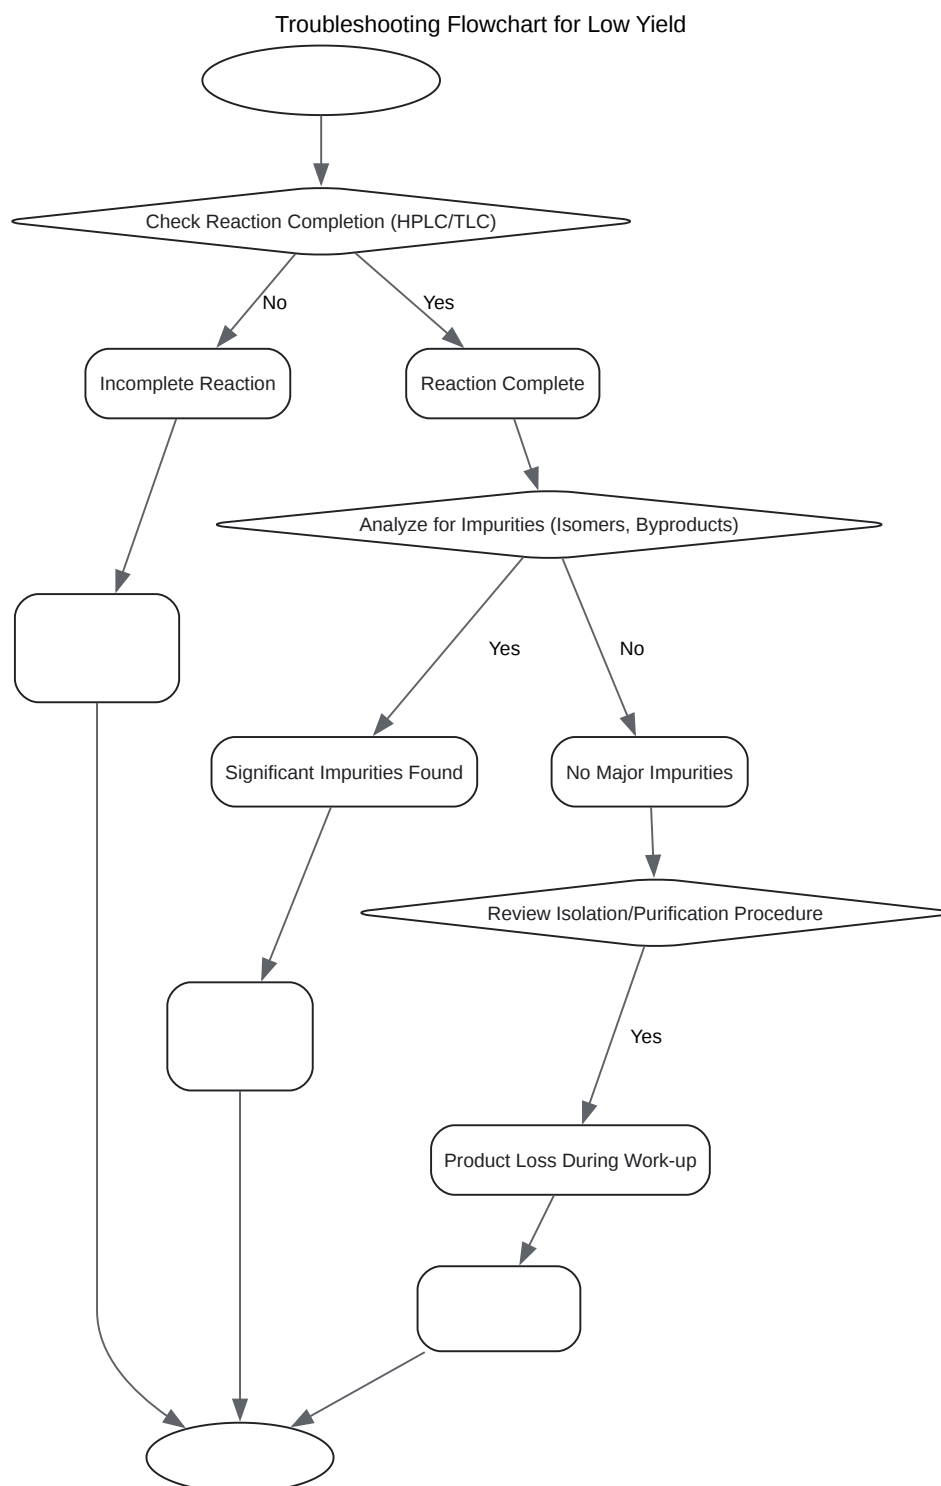 Troubleshooting Flowchart for Low Yield
Check Reaction Completion (HPLC/TLC)
No
Yes
Incomplete Reaction
Reaction Complete
Analyze for Impurities (Isomers, Byproducts)
Yes
No
Significant Impurities Found
No Major Impurities
Review Isolation/Purification Procedure
Yes
Product Loss During Work-up